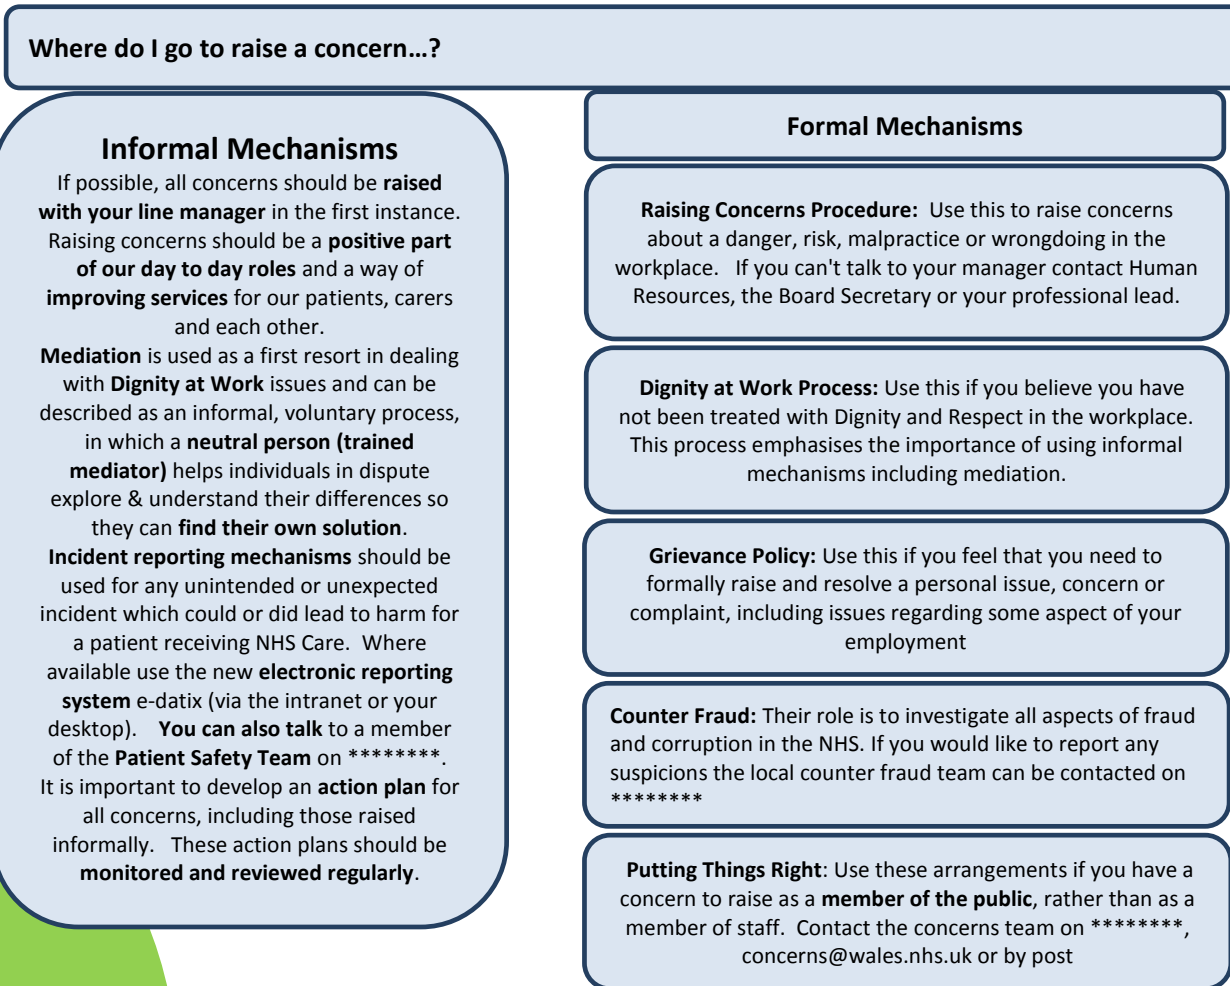 Where do I go to raise a concern…?
Informal Mechanisms
If possible, all concerns should be raised
with your line manager in the first instance.
Raising concerns should be a positive part
of our day to day roles and a way of
improving services for our patients, carers
and each other.
Mediation is used as a first resort in dealing
with Dignity at Work issues and can be
described as an informal, voluntary process,
in which a neutral person (trained
mediator) helps individuals in dispute
explore & understand their differences so
they can find their own solution.
Incident reporting mechanisms should be
used for any unintended or unexpected
incident which could or did lead to harm for
a patient receiving NHS Care. Where
available use the new electronic reporting
system e-datix (via the intranet or your
desktop). You can also talk to a member
of the Patient Safety Team on ********.
It is important to develop an action plan for
all concerns, including those raised
informally. These action plans should be
monitored and reviewed regularly.
Formal Mechanisms
Raising Concerns Procedure: Use this to raise concerns
about a danger, risk, malpractice or wrongdoing in the
workplace. If you can't talk to your manager contact Human
Resources, the Board Secretary or your professional lead.
Dignity at Work Process: Use this if you believe you have
not been treated with Dignity and Respect in the workplace.
This process emphasises the importance of using informal
mechanisms including mediation.
Grievance Policy: Use this if you feel that you need to
formally raise and resolve a personal issue, concern or
complaint, including issues regarding some aspect of your
employment
Counter Fraud: Their role is to investigate all aspects of fraud
and corruption in the NHS. If you would like to report any
suspicions the local counter fraud team can be contacted on
********
Putting Things Right: Use these arrangements if you have a
concern to raise as a member of the public, rather than as a
member of staff. Contact the concerns team on ********,
concerns@wales.nhs.uk or by post